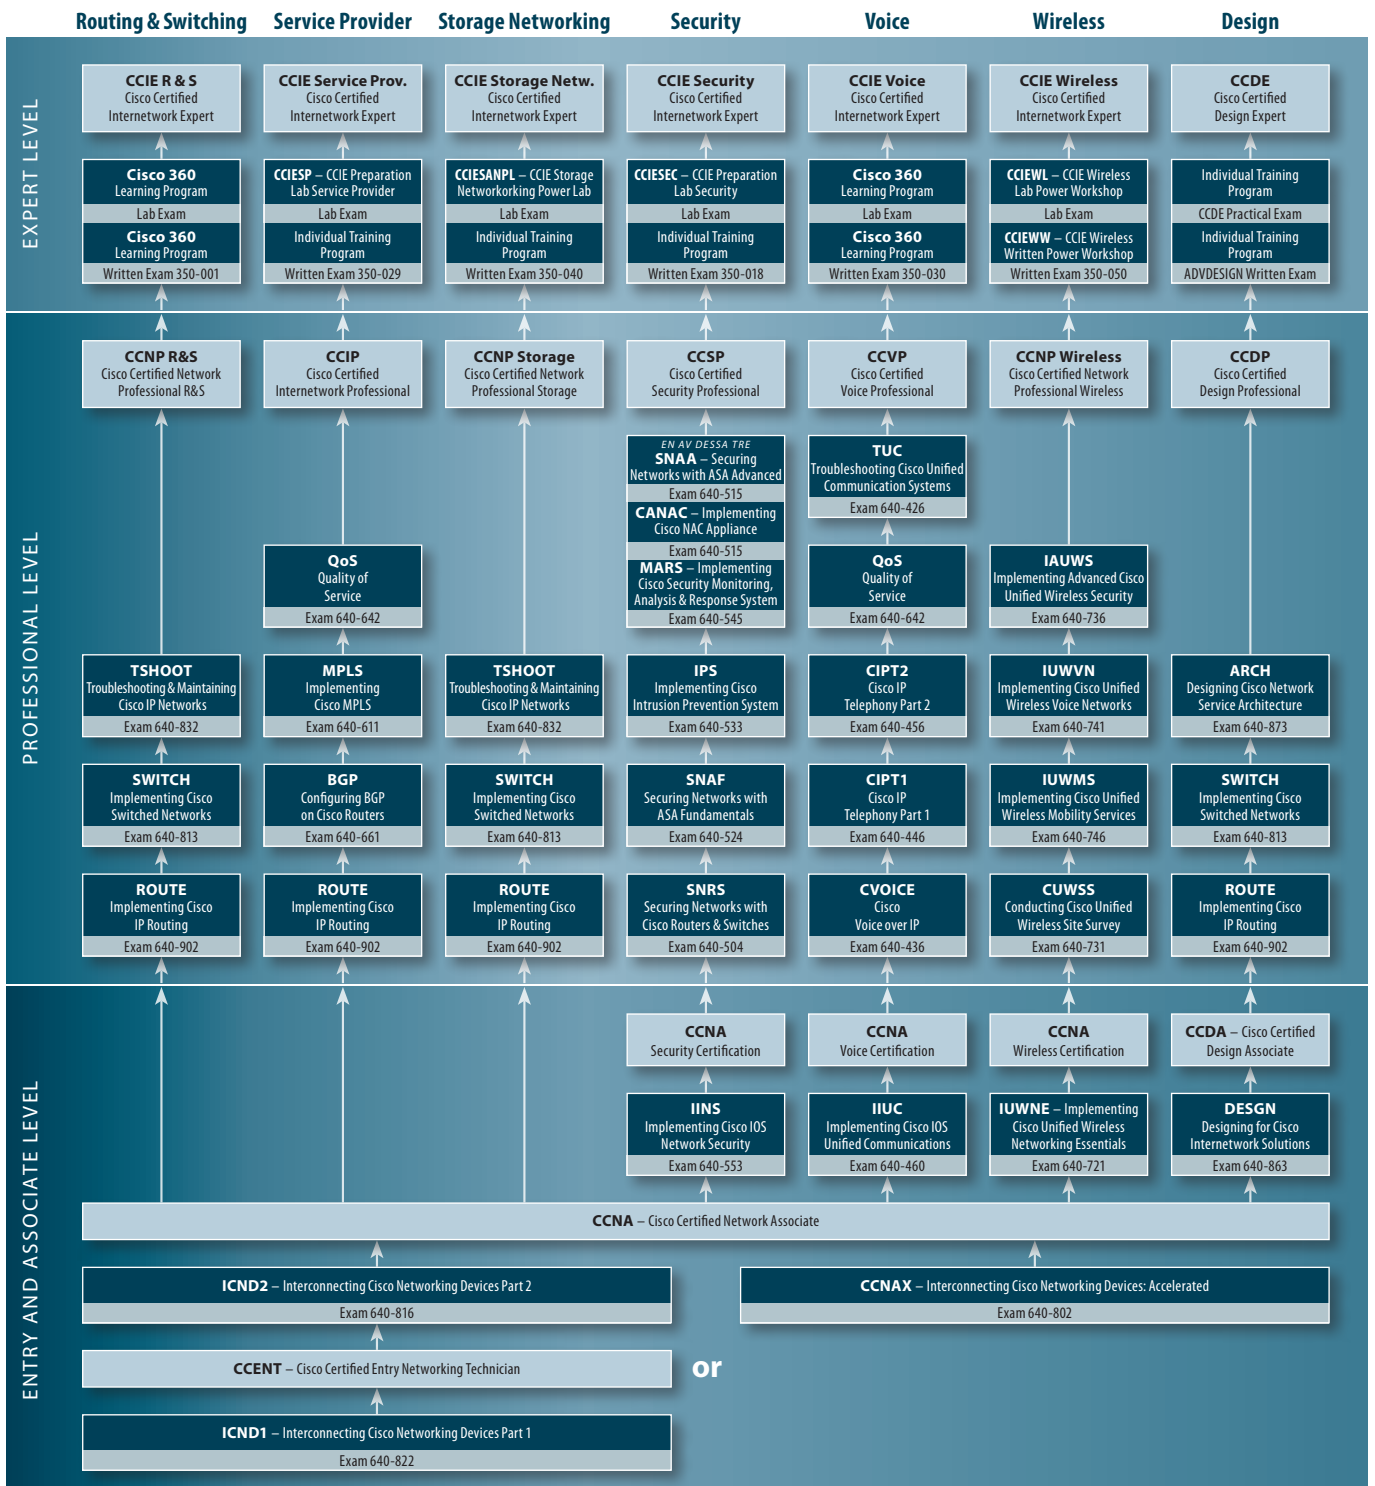 Routing & Switching
Service Provider
Storage Networking
Security
Voice
Wireless
Design
EXPERT LEVEL
CCIE R & S
Cisco Certified
Internetwork Expert
CCIE Service Prov.
Cisco Certified
Internetwork Expert
CCIE Storage Netw.
Cisco Certified
Internetwork Expert
CCIE Security
Cisco Certified
Internetwork Expert
CCIE Voice
Cisco Certified
Internetwork Expert
CCIE Wireless
Cisco Certified
Internetwork Expert
CCDE
Cisco Certified
Design Expert
Cisco 360
Learning Program
Lab Exam
Cisco 360
Learning Program
Written Exam 350-001
CCIESP – CCIE Preparation
Lab Service Provider
Lab Exam
Individual Training
Program
Written Exam 350-029
CCIESANPL – CCIE Storage
Networkorking Power Lab
Lab Exam
Individual Training
Program
Written Exam 350-040
CCIESEC – CCIE Preparation
Lab Security
Lab Exam
Individual Training
Program
Written Exam 350-018
Cisco 360
Learning Program
Lab Exam
Cisco 360
Learning Program
Written Exam 350-030
CCIEWL – CCIE Wireless
Lab Power Workshop
Lab Exam
CCIEWW – CCIE Wireless
Written Power Workshop
Written Exam 350-050
Individual Training
Program
CCDE Practical Exam
Individual Training
Program
ADVDESIGN Written Exam
PROFESSIONAL LEVEL
CCNP R&S
Cisco Certified Network
Professional R&S
CCIP
Cisco Certified
Internetwork Professional
CCNP Storage
Cisco Certified Network
Professional Storage
CCSP
Cisco Certified
Security Professional
CCVP
Cisco Certified
Voice Professional
CCNP Wireless
Cisco Certified Network
Professional Wireless
CCDP
Cisco Certified
Design Professional
EN AV DESSA TRE
SNAA – Securing
Networks with ASA Advanced
Exam 640-515
CANAC – Implementing
Cisco NAC Appliance
Exam 640-515
MARS – Implementing
Cisco Security Monitoring,
Analysis & Response System
Exam 640-545
TUC
Troubleshooting Cisco Unified
Communication Systems
Exam 640-426
QoS
Quality of
Service
Exam 640-642
QoS
Quality of
Service
Exam 640-642
IAUWS
Implementing Advanced Cisco
Unified Wireless Security
Exam 640-736
TSHOOT
Troubleshooting & Maintaining
Cisco IP Networks
Exam 640-832
MPLS
Implementing
Cisco MPLS
Exam 640-611
TSHOOT
Troubleshooting & Maintaining
Cisco IP Networks
Exam 640-832
IPS
Implementing Cisco
Intrusion Prevention System
Exam 640-533
CIPT2
Cisco IP
Telephony Part 2
Exam 640-456
IUWVN
Implementing Cisco Unified
Wireless Voice Networks
Exam 640-741
ARCH
Designing Cisco Network
Service Architecture
Exam 640-873
SWITCH
Implementing Cisco
Switched Networks
Exam 640-813
BGP
Configuring BGP
on Cisco Routers
Exam 640-661
SWITCH
Implementing Cisco
Switched Networks
Exam 640-813
SNAF
Securing Networks with
ASA Fundamentals
Exam 640-524
CIPT1
Cisco IP
Telephony Part 1
Exam 640-446
IUWMS
Implementing Cisco Unified
Wireless Mobility Services
Exam 640-746
SWITCH
Implementing Cisco
Switched Networks
Exam 640-813
ROUTE
Implementing Cisco
IP Routing
Exam 640-902
ROUTE
Implementing Cisco
IP Routing
Exam 640-902
ROUTE
Implementing Cisco
IP Routing
Exam 640-902
SNRS
Securing Networks with
Cisco Routers & Switches
Exam 640-504
CVOICE
Cisco
Voice over IP
Exam 640-436
CUWSS
Conducting Cisco Unified
Wireless Site Survey
Exam 640-731
ROUTE
Implementing Cisco
IP Routing
Exam 640-902
ENTRY AND ASSOCIATE LEVEL
CCNA
Security Certification
CCNA
Voice Certification
CCNA
Wireless Certification
CCDA – Cisco Certified
Design Associate
IINS
Implementing Cisco IOS
Network Security
Exam 640-553
IIUC
Implementing Cisco IOS
Unified Communications
Exam 640-460
IUWNE – Implementing
Cisco Unified Wireless
Networking Essentials
Exam 640-721
DESGN
Designing for Cisco
Internetwork Solutions
Exam 640-863
CCNA – Cisco Certified Network Associate
ICND2 – Interconnecting Cisco Networking Devices Part 2
Exam 640-816
CCNAX – Interconnecting Cisco Networking Devices: Accelerated
Exam 640-802
CCENT – Cisco Certified Entry Networking Technician
or
ICND1 – Interconnecting Cisco Networking Devices Part 1
Exam 640-822